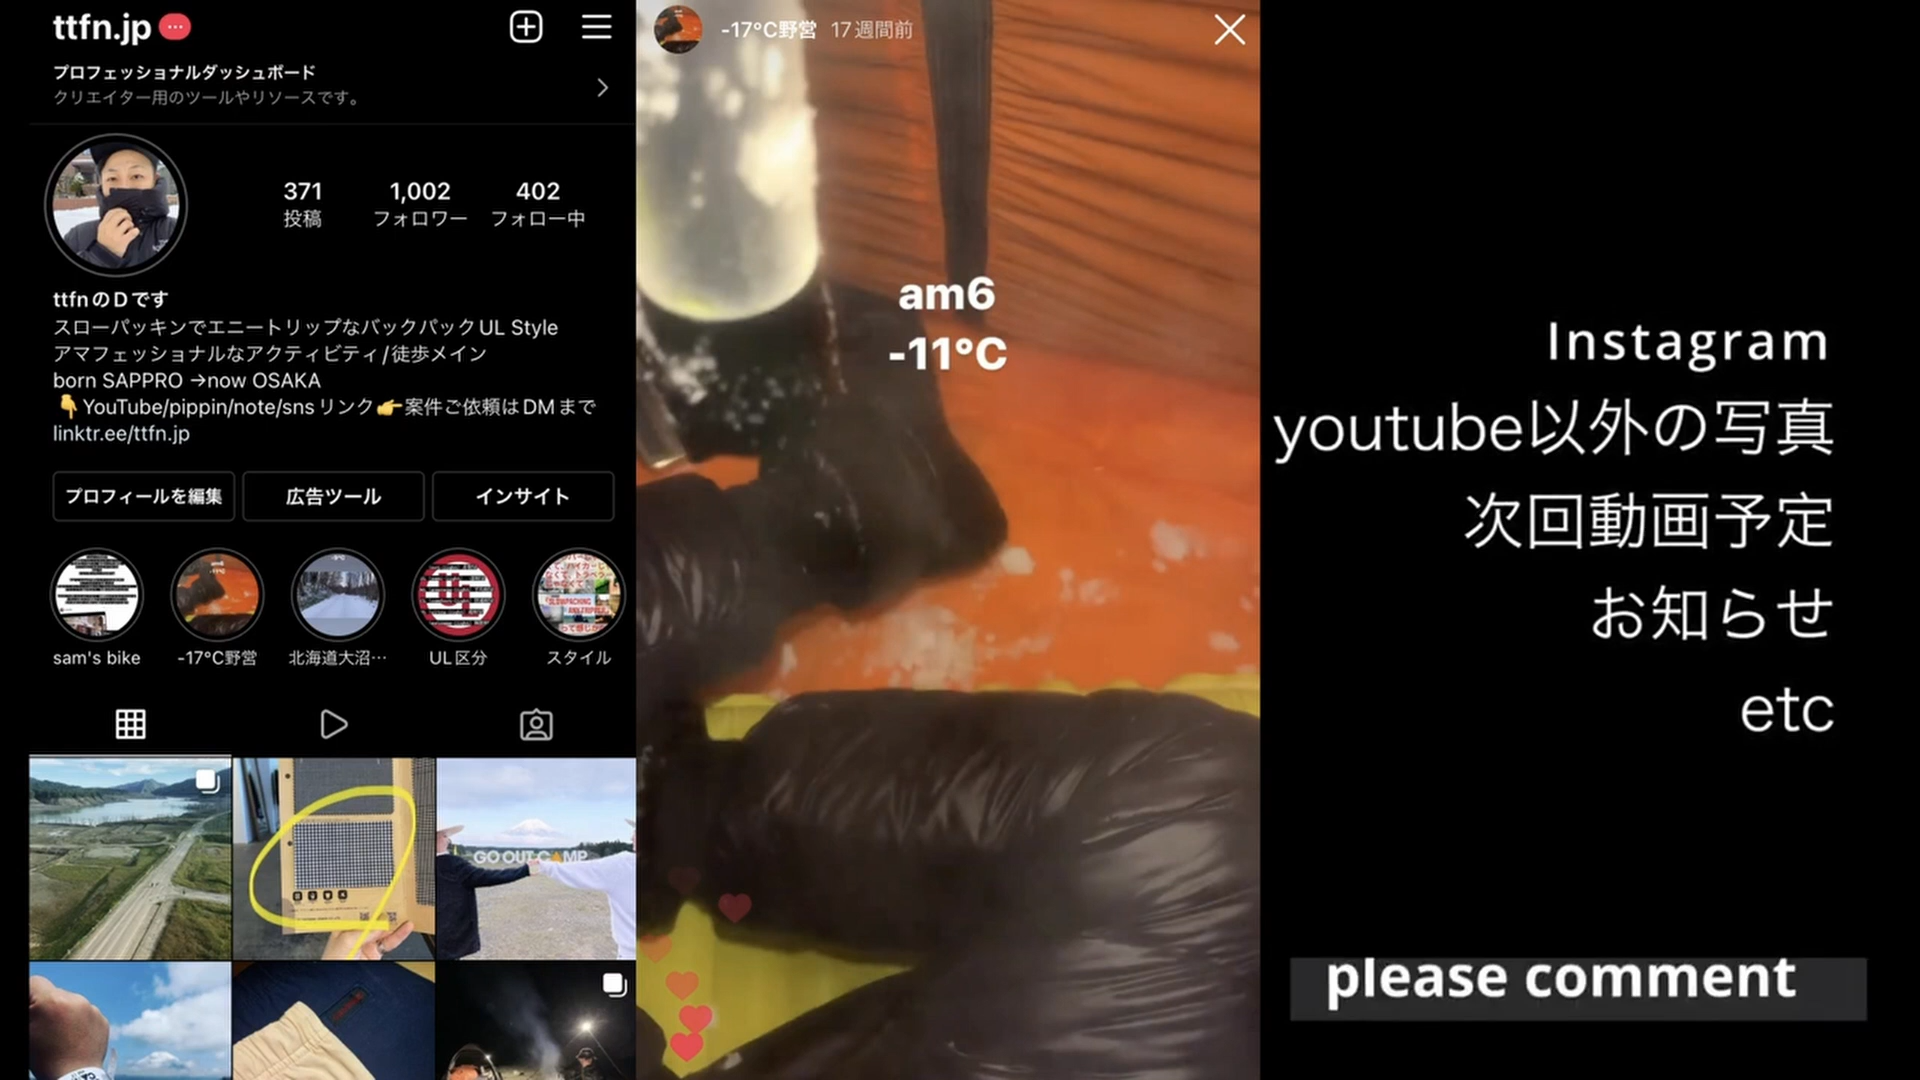 ttfn.jp
プロフェッショナルダッシュボード
クリエイター用のツールやリソースです。
371
投稿
1,002
フォロワー
402
フォロー中
ttfnのDです
スローパッキンでエニートリップなバックパックUL Style
アマフェッショナルなアクティビティ/徒歩メイン
born SAPPRO →now OSAKA
👇YouTube/pippin/note/snsリンク👉案件ご依頼はDMまで
linktr.ee/ttfn.jp
プロフィールを編集
広告ツール
インサイト
sam's bike
-17°C野営
北海道大沼…
UL区分
スタイル
GO OUT CAMP
-17°C野営 17週間前
am6
-11°C
Instagram
youtube以外の写真
次回動画予定
お知らせ
etc
please comment